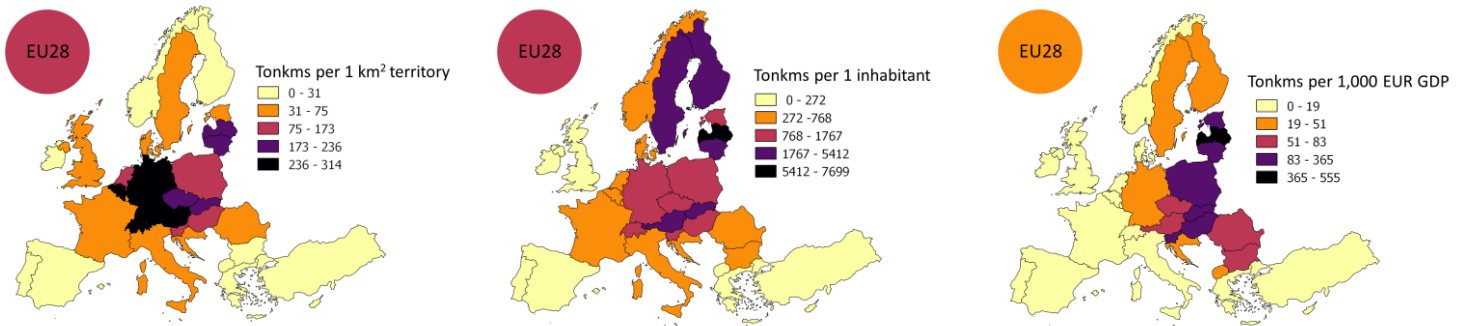 EU28
Tonkms per 1 km² territory
0 - 31
31 - 75
75 - 173
173 - 236
236 - 314
EU28
Tonkms per 1 inhabitant
0 - 272
272 -768
768 - 1767
1767 - 5412
5412 - 7699
EU28
Tonkms per 1,000 EUR GDP
0 - 19
19 - 51
51 - 83
83 - 365
365 - 555